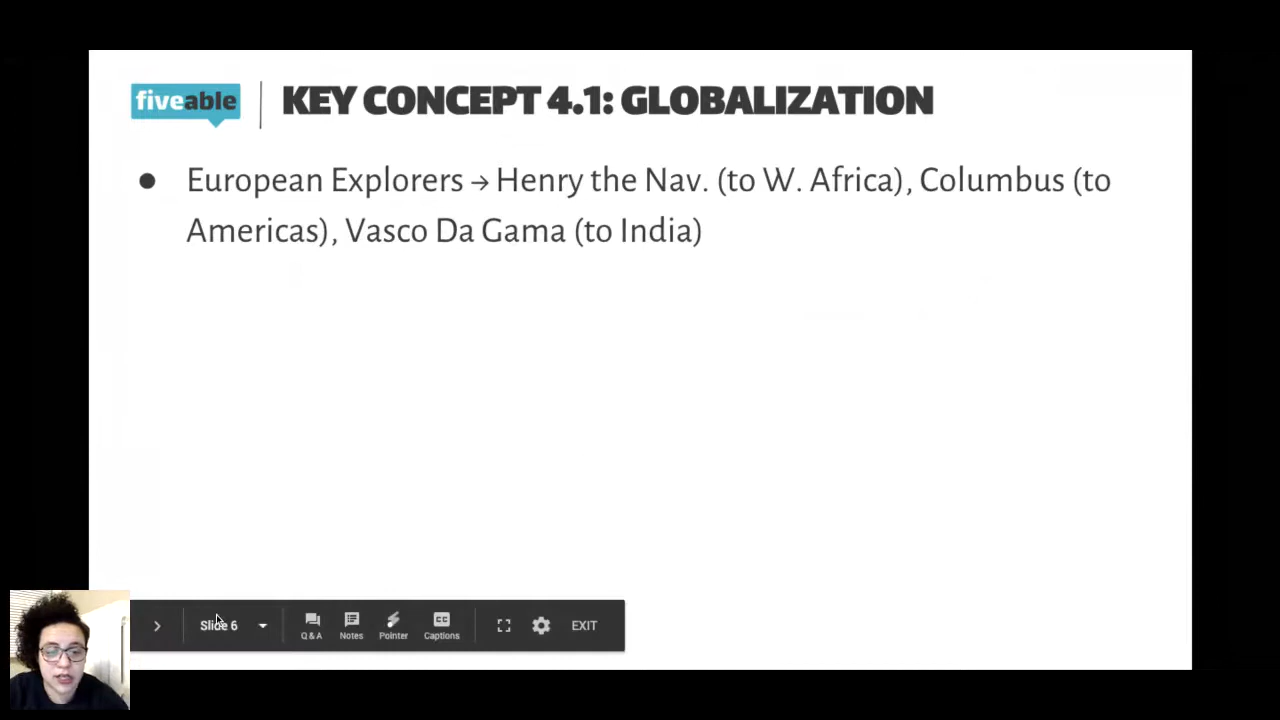 fiveable
KEY CONCEPT 4.1: GLOBALIZATION
● European Explorers → Henry the Nav. (to W. Africa), Columbus (to
Americas), Vasco Da Gama (to India)
Slide 6
Q & A
Notes
Pointer
CC
Captions
EXIT